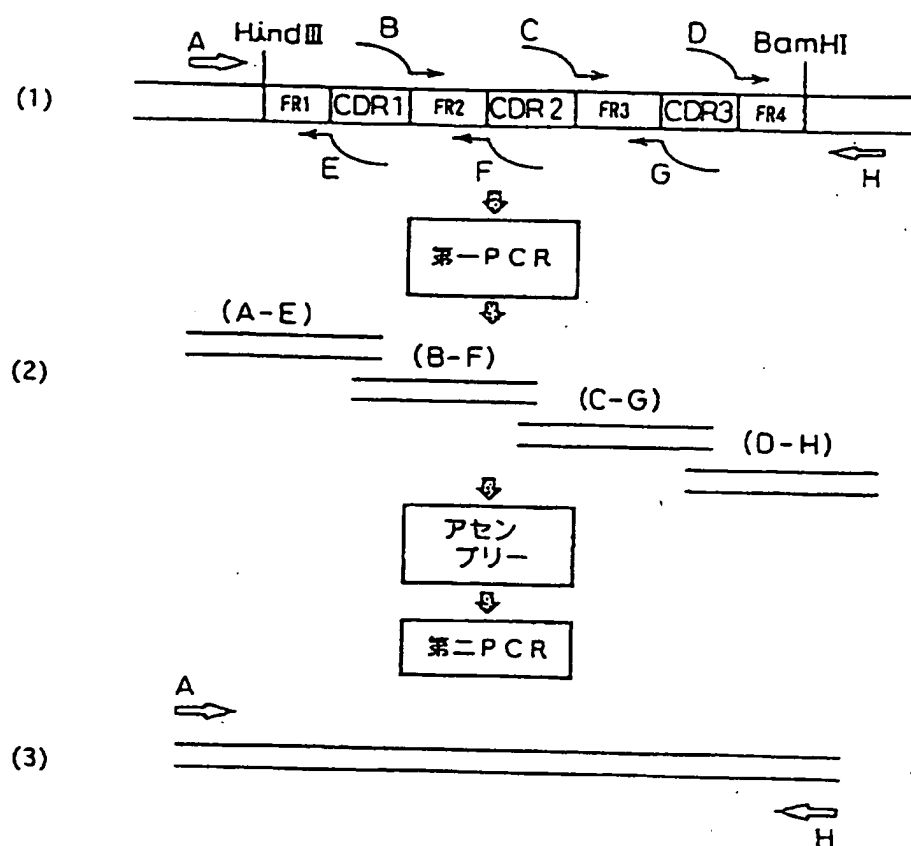 A HindⅢ B C D BamHI
(1)
FR1 CDR1 FR2 CDR2 FR3 CDR3 FR4
E F G H
第一PCR
(A-E)
(2)
(B-F)
(C-G)
(D-H)
アセン
ブリー
第二PCR
A
(3)
H